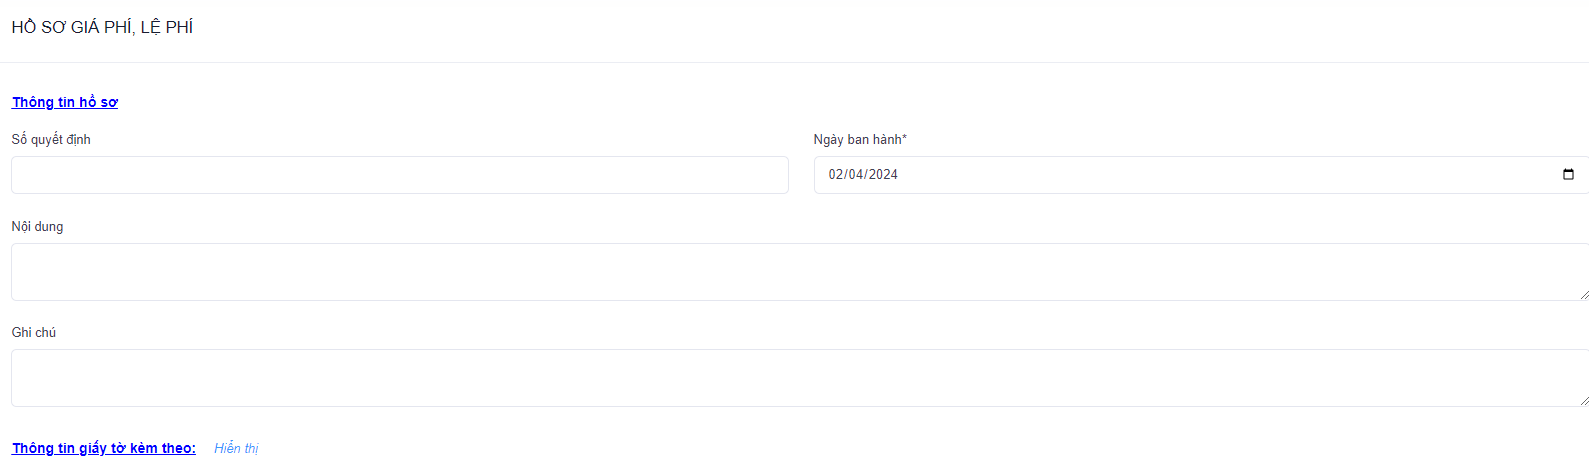 HỒ SƠ GIÁ PHÍ, LỆ PHÍ
Thông tin hồ sơ
Số quyết định
Ngày ban hành*
02/04/2024
Nội dung
Ghi chú
Thông tin giấy tờ kèm theo: Hiển thị